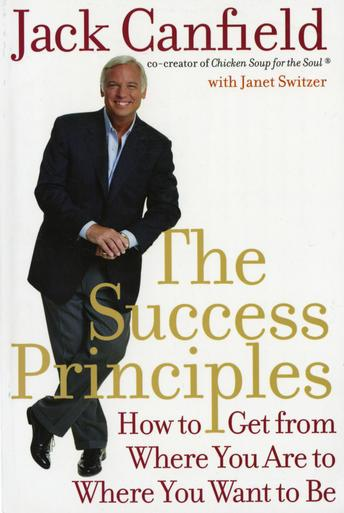 Jack Canfield
co-creator of Chicken Soup for the Soul ®
with Janet Switzer
The
Success
Principles
How to Get from
Where You Are to
Where You Want to Be